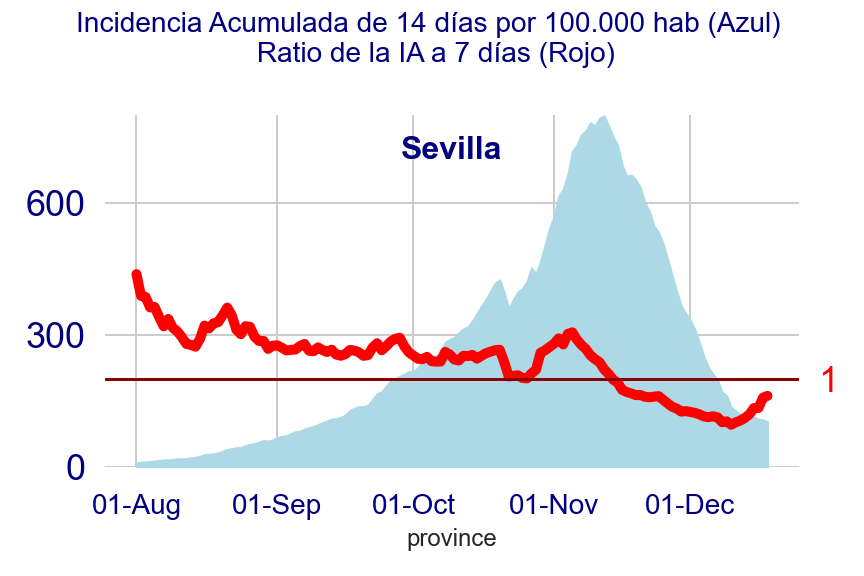 Incidencia Acumulada de 14 días por 100.000 hab (Azul)
Ratio de la IA a 7 días (Rojo)
Sevilla
600
300
1
0
01-Aug 01-Sep 01-Oct 01-Nov 01-Dec
province